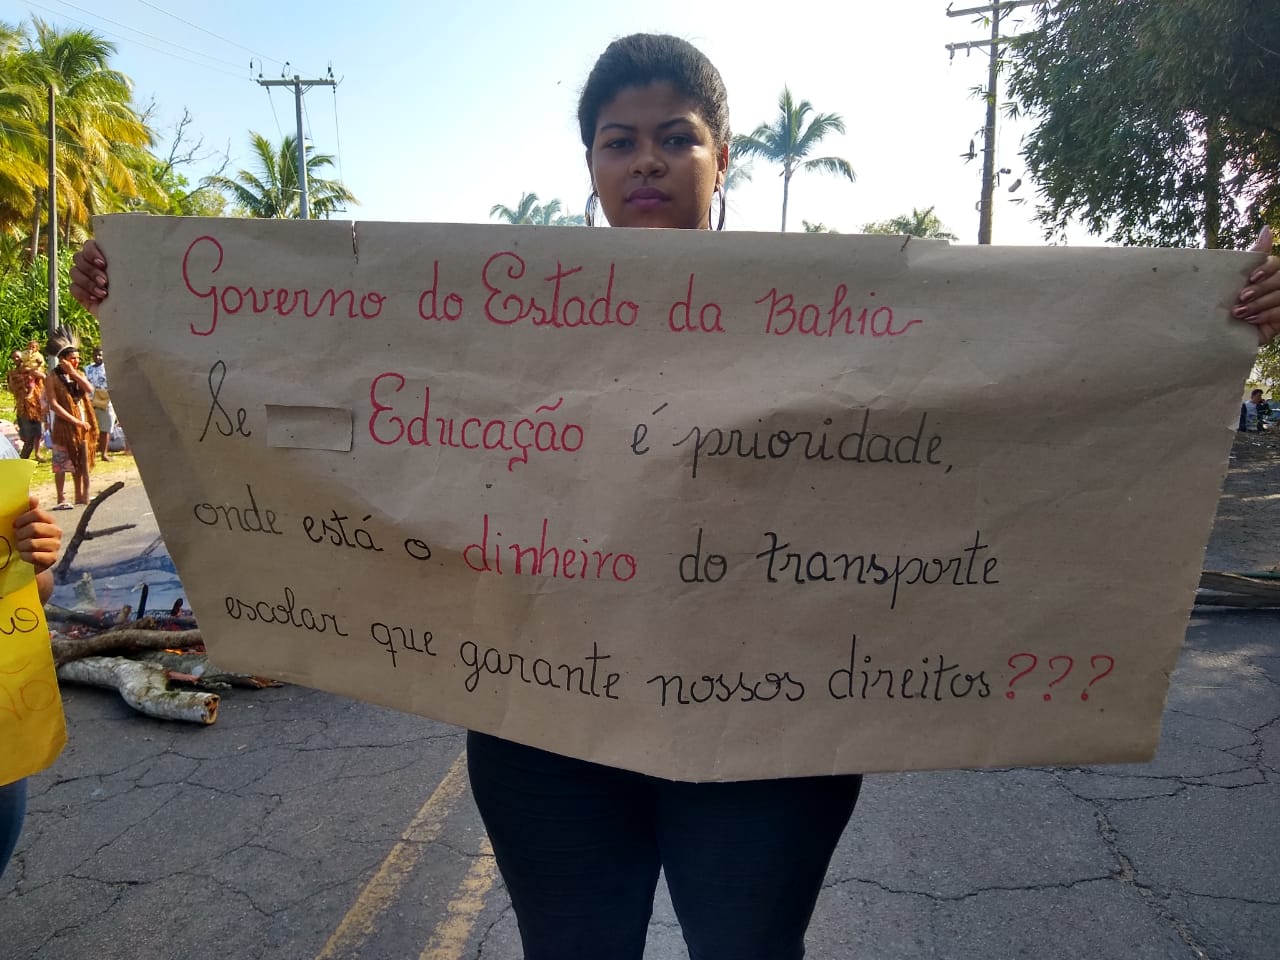 Governo do Estado da Bahia
Se Educação é prioridade,
onde está o dinheiro do transporte
escolar que garante nossos direitos???